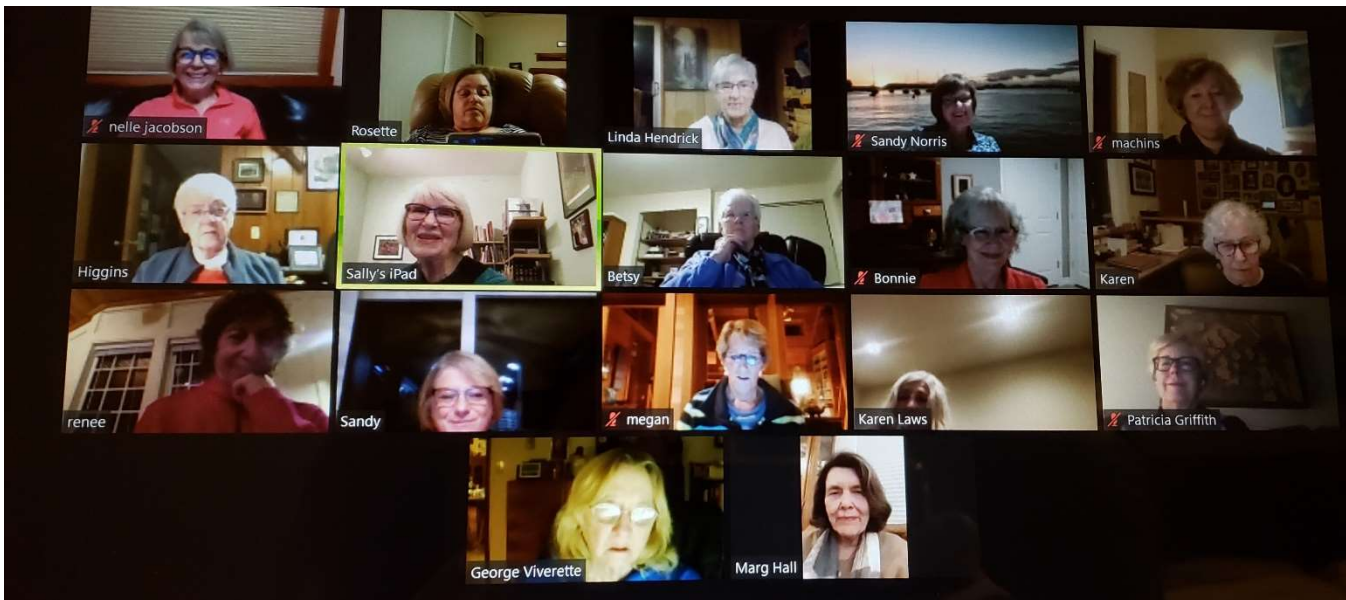 nelle jacobson
Rosette
Linda Hendrick
Sandy Norris
machins
Higgins
Sally's iPad
Betsy
Bonnie
Karen
renee
Sandy
megan
Karen Laws
Patricia Griffith
George Viverette
Marg Hall